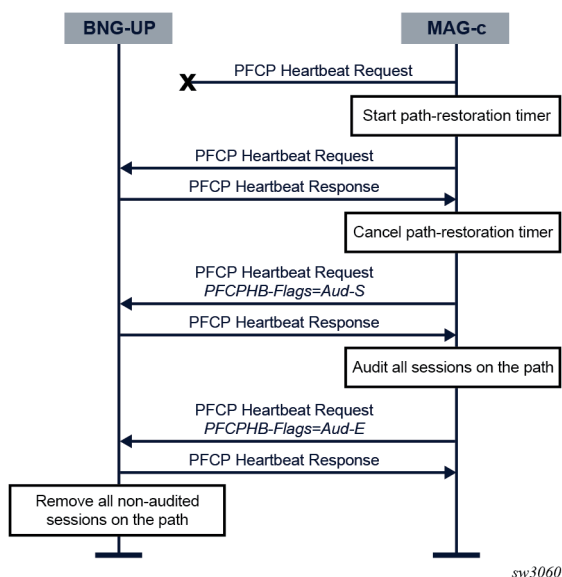 BNG-UP
MAG-c
PFCP Heartbeat Request
Start path-restoration timer
PFCP Heartbeat Request
PFCP Heartbeat Response
Cancel path-restoration timer
PFCP Heartbeat Request
PFCPHB-Flags=Aud-S
PFCP Heartbeat Response
Audit all sessions on the path
PFCP Heartbeat Request
PFCPHB-Flags=Aud-E
PFCP Heartbeat Response
Remove all non-audited
sessions on the path
sw3060